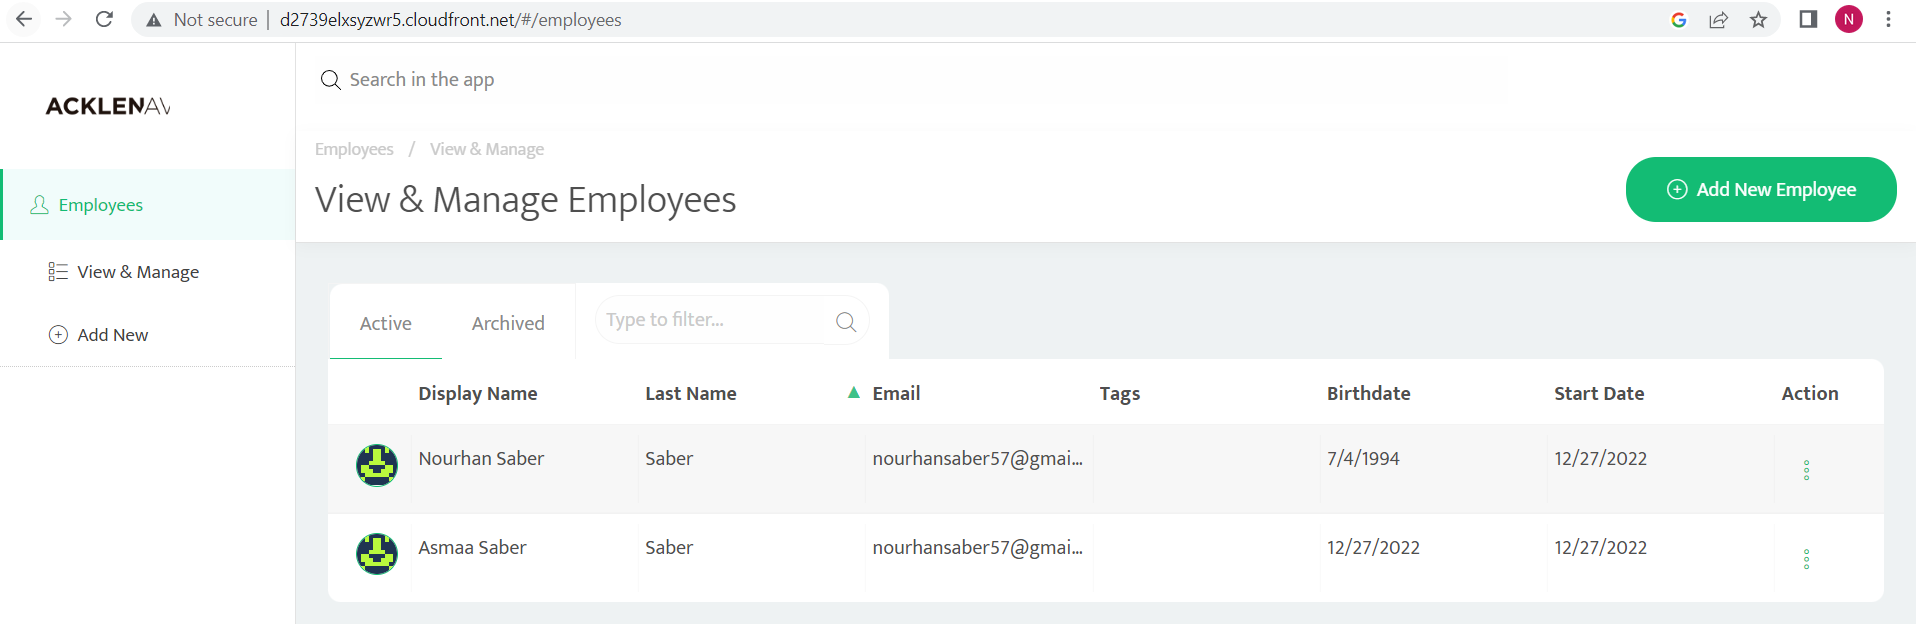 Not secure | d2739elxsyzwr5.cloudfront.net/#/employees
N
Search in the app
ACKLENAV
Employees / View & Manage
View & Manage Employees
Add New Employee
Employees
View & Manage
Add New
Active Archived Type to filter...
Display Name Last Name ▲ Email Tags Birthdate Start Date Action
Nourhan Saber Saber nourhansaber57@gmai... 7/4/1994 12/27/2022
Asmaa Saber Saber nourhansaber57@gmai... 12/27/2022 12/27/2022